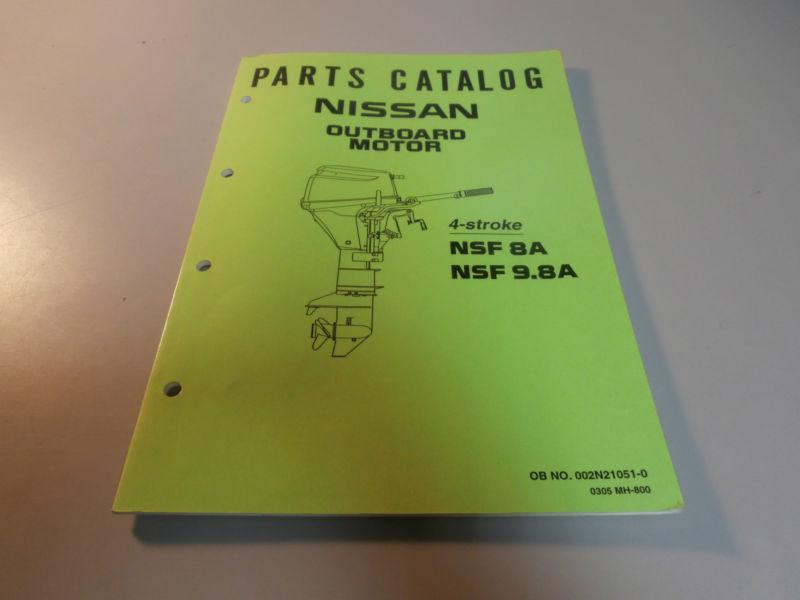 PARTS CATALOG
NISSAN
OUTBOARD
MOTOR
4-stroke
NSF 8A
NSF 9.8A
OB NO. 002N21051-0
0305 MH-800